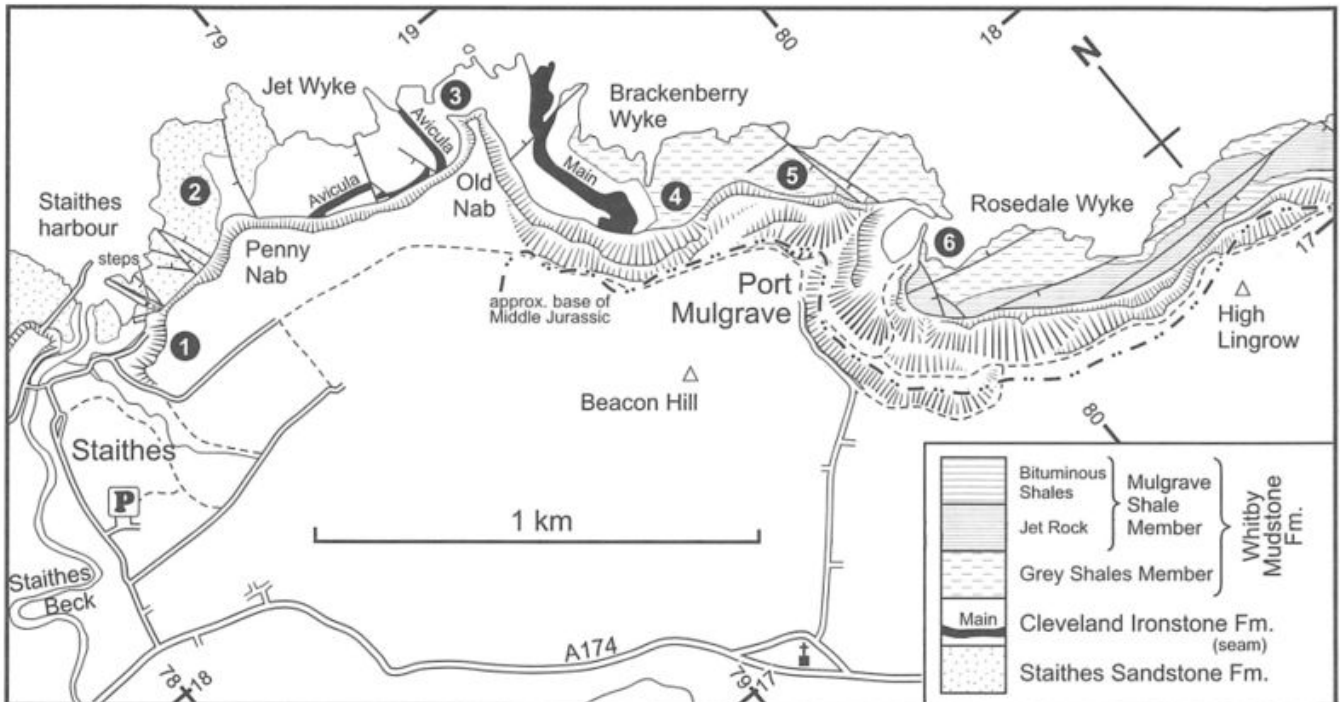 79
19
80
18
N
Jet Wyke
3
Brackenberry
Wyke
Avicula
2
Avicula
Main
4
5
Staithes
harbour
Old
Nab
Rosedale Wyke
6
steps
Penny
Nab
17
approx. base of
Middle Jurassic
Port
Mulgrave
High
Lingrow
1
Beacon Hill
80
Staithes
P
1 km
Staithes
Beck
A174
78
18
79
17
Bituminous
Shales
Jet Rock
Mulgrave
Shale
Member
Whitby
Mudstone
Fm.
Grey Shales Member
Main
Cleveland Ironstone Fm.
(seam)
Staithes Sandstone Fm.